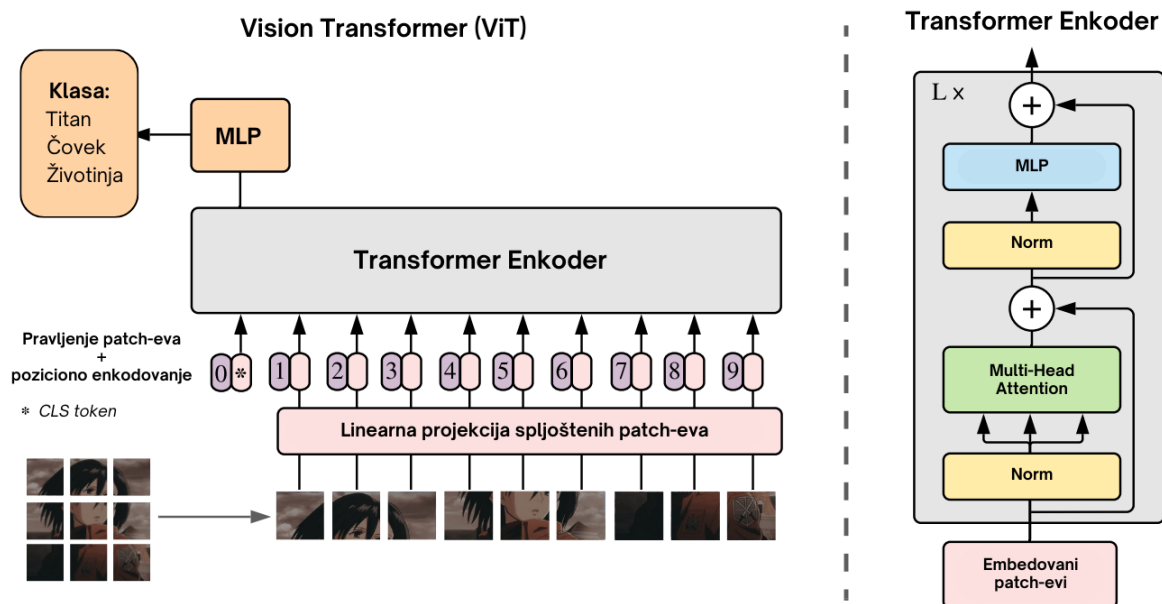 Vision Transformer (ViT)
Klasa:
Titan
Čovek
Životinja
MLP
Transformer Enkoder
Pravljenje patch-eva
+
poziciono enkodovanje
0 * 1 2 3 4 5 6 7 8 9
* CLS token
Linearna projekcija spljoštenih patch-eva
Transformer Enkoder
L x
+
MLP
Norm
+
Multi-Head
Attention
Norm
Embedovani
patch-evi